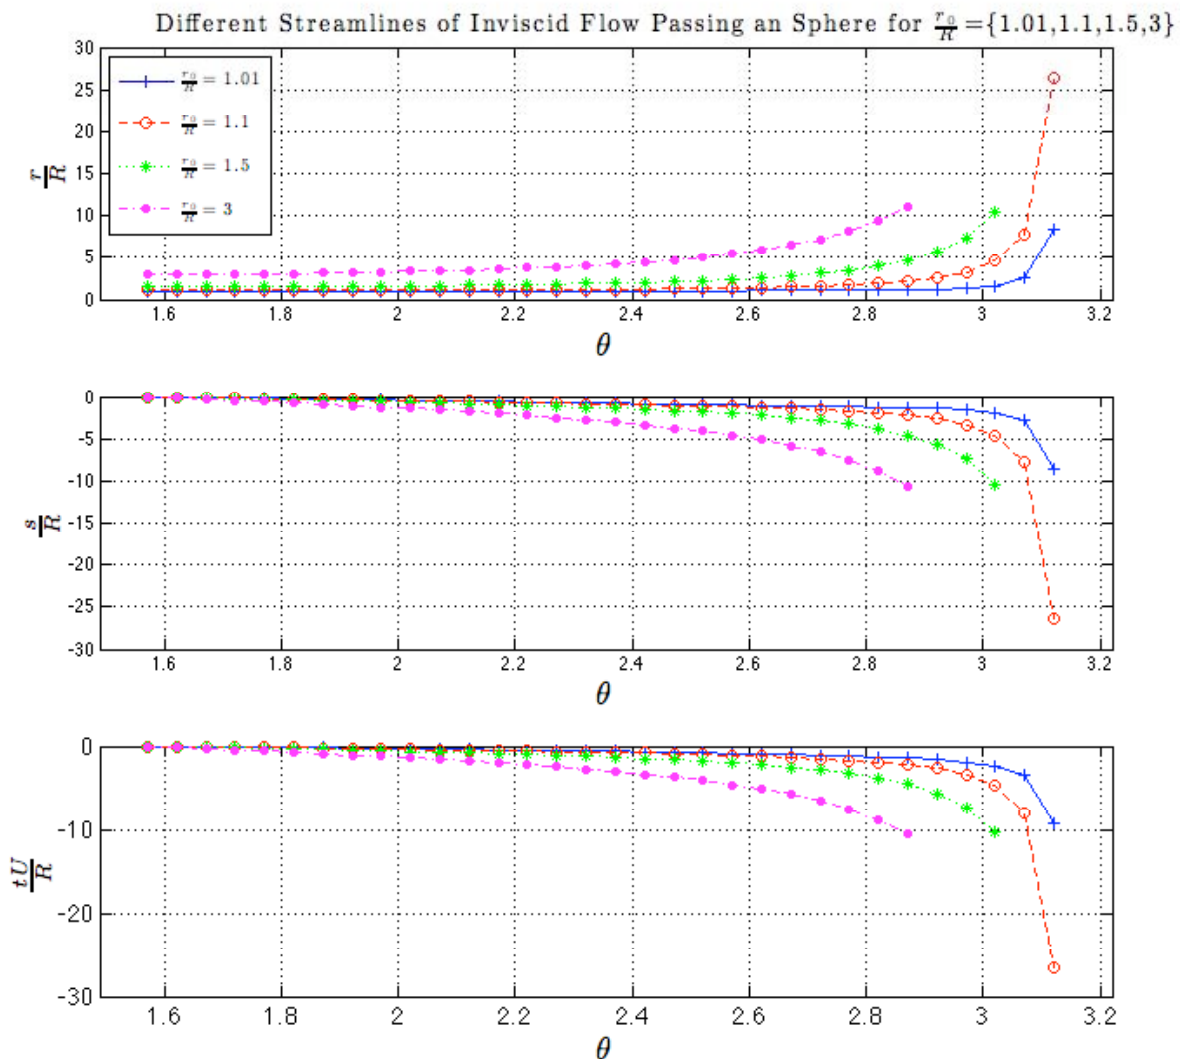 Different Streamlines of Inviscid Flow Passing an Sphere for r₀/R={1.01,1.1,1.5,3}
r₀/R = 1.01
r₀/R = 1.1
r₀/R = 1.5
r₀/R = 3
r/R
30
25
20
15
10
5
0
1.6 1.8 2 2.2 2.4 2.6 2.8 3 3.2
θ
s/R
0
-5
-10
-15
-20
-25
-30
1.6 1.8 2 2.2 2.4 2.6 2.8 3 3.2
θ
tU/R
0
-10
-20
-30
1.6 1.8 2 2.2 2.4 2.6 2.8 3 3.2
θ